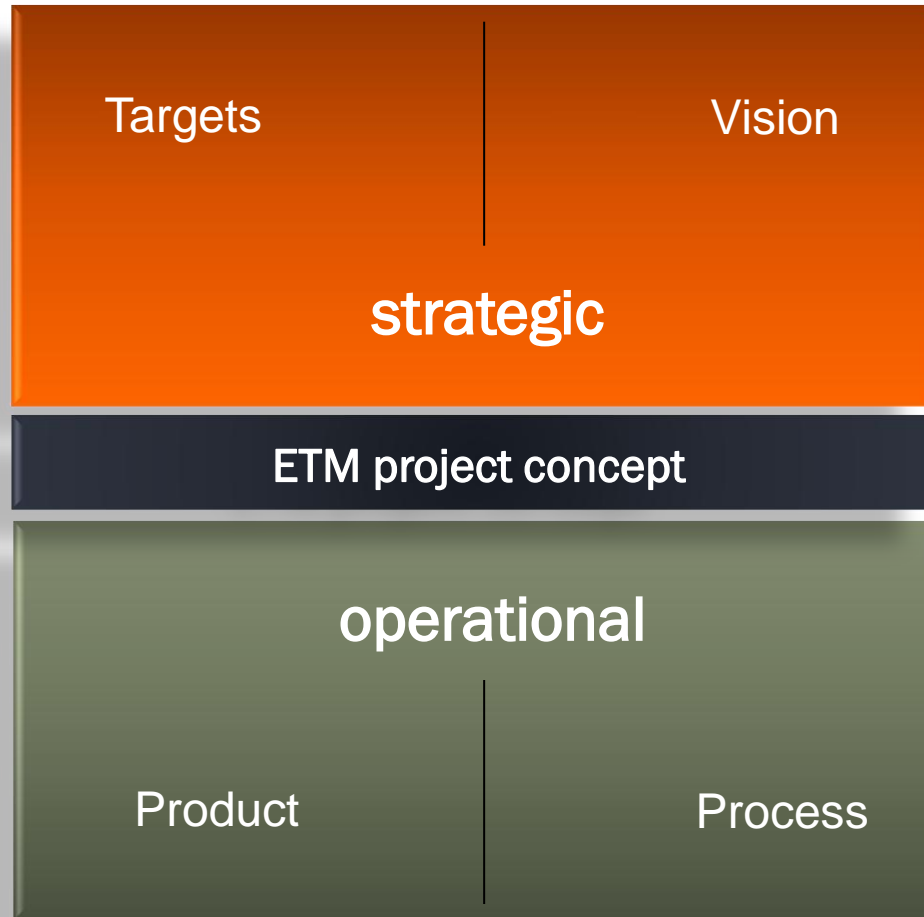 Targets
Vision
strategic
ETM project concept
operational
Product
Process